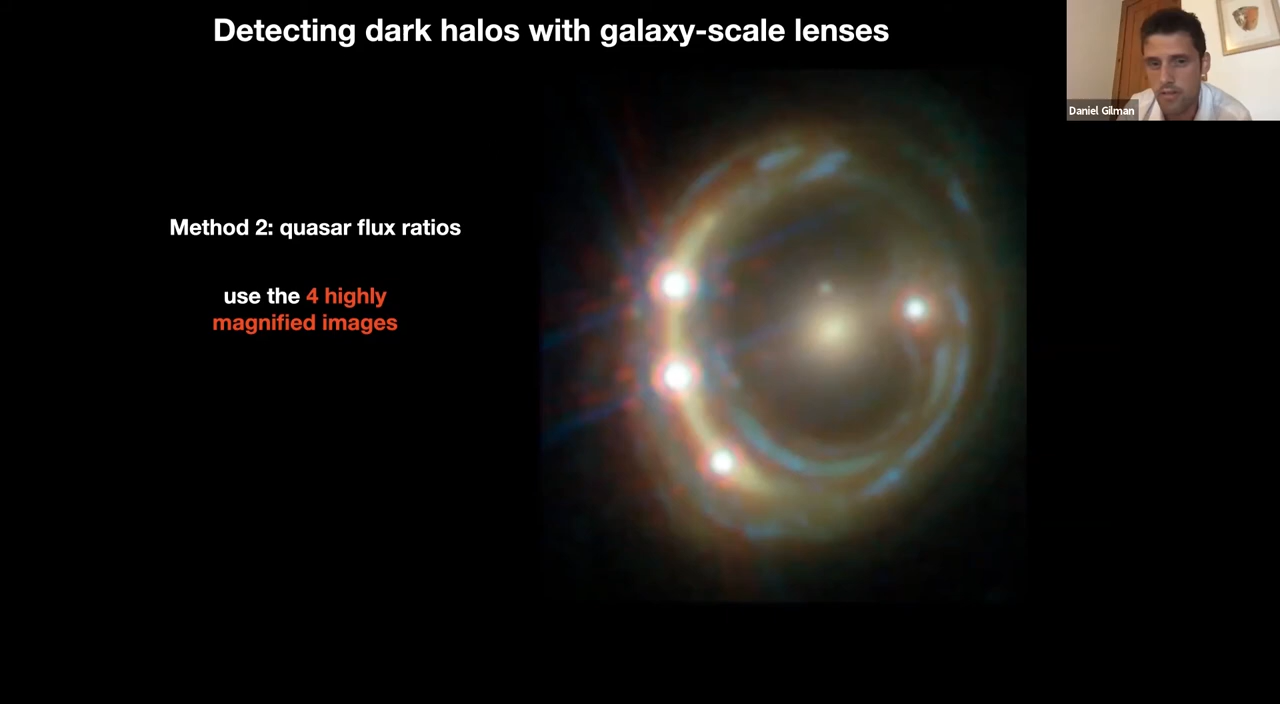 Detecting dark halos with galaxy-scale lenses
Daniel Gilman
Method 2: quasar flux ratios
use the 4 highly
magnified images